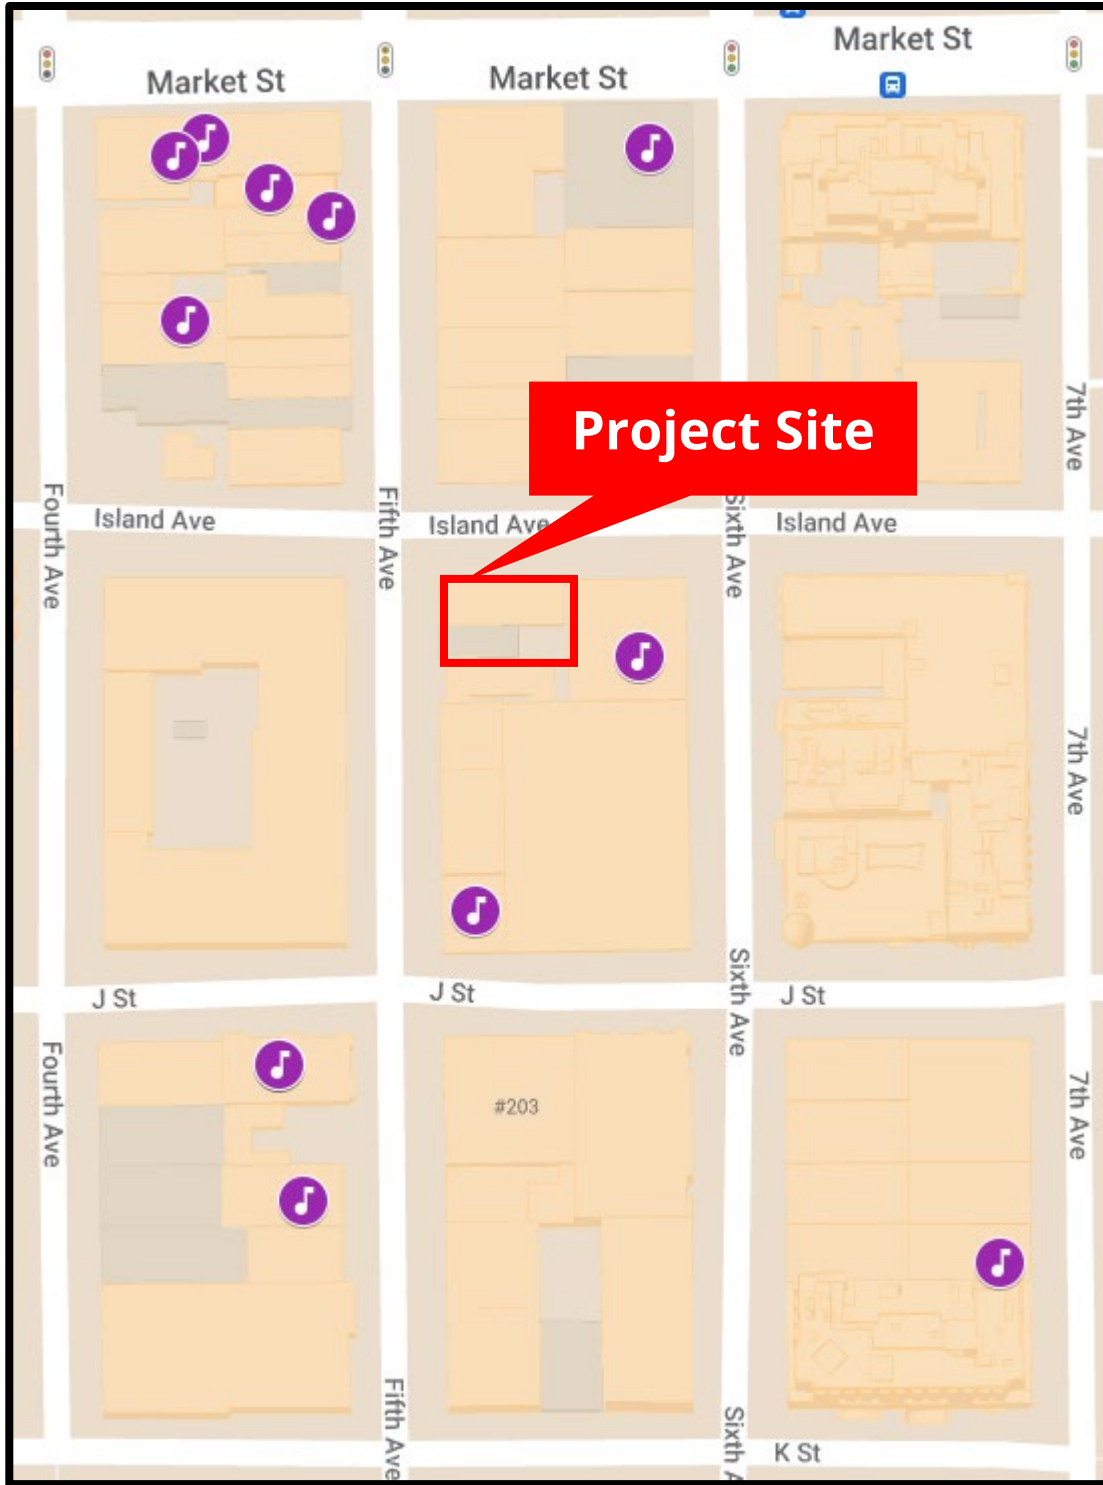 Market St
Market St
Market St
Project Site
7th Ave
Fourth Ave
Fifth Ave
Sixth Ave
Island Ave
Island Ave
Island Ave
7th Ave
Sixth Ave
J St
J St
J St
Fourth Ave
7th Ave
#203
Fifth Ave
Sixth A
K St